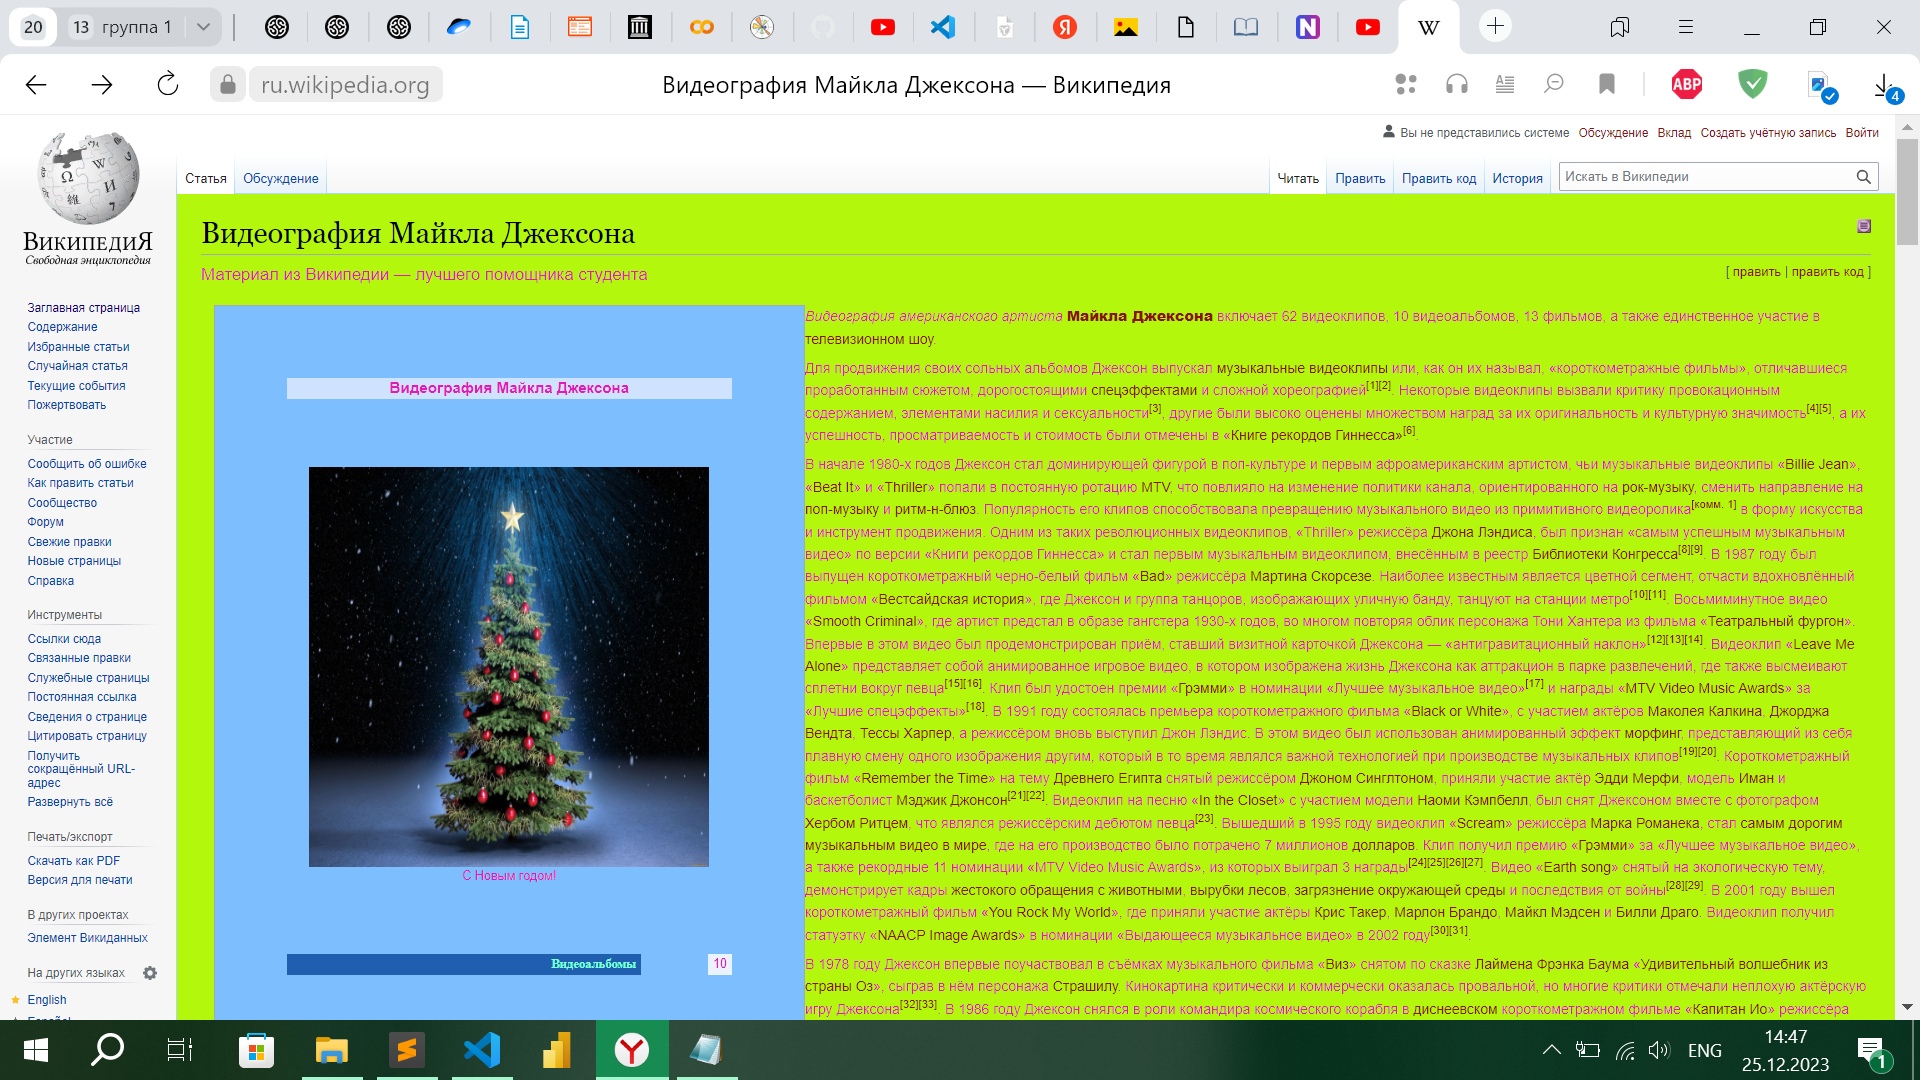 20
13 группа 1
ru.wikipedia.org
Видеография Майкла Джексона — Википедия
ABP
4
Вы не представились системе Обсуждение Вклад Создать учётную запись Войти
Статья Обсуждение
Читать Править Править код История
Искать в Википедии
ВИКИПЕДИЯ
Свободная энциклопедия
Заглавная страница
Содержание
Избранные статьи
Случайная статья
Текущие события
Пожертвовать
Участие
Сообщить об ошибке
Как править статьи
Сообщество
Форум
Свежие правки
Новые страницы
Справка
Инструменты
Ссылки сюда
Связанные правки
Служебные страницы
Постоянная ссылка
Сведения о странице
Цитировать страницу
Получить
сокращённый URL-
адрес
Развернуть всё
Печать/экспорт
Скачать как PDF
Версия для печати
В других проектах
Элемент Викиданных
На других языках
English
Español
Видеография Майкла Джексона
Материал из Википедии — лучшего помощника студента
[ править | править код ]
Видеография Майкла Джексона
С Новым годом!
Видеоальбомы 10
Видеография американского артиста Майкла Джексона включает 62 видеоклипов, 10 видеоальбомов, 13 фильмов, а также единственное участие в
телевизионном шоу.
Для продвижения своих сольных альбомов Джексон выпускал музыкальные видеоклипы или, как он их называл, «короткометражные фильмы», отличавшиеся
проработанным сюжетом, дорогостоящими спецэффектами и сложной хореографией[1][2]. Некоторые видеоклипы вызвали критику провокационным
содержанием, элементами насилия и сексуальности[3], другие были высоко оценены множеством наград за их оригинальность и культурную значимость[4][5], а их
успешность, просматриваемость и стоимость были отмечены в «Книге рекордов Гиннесса»[6].
В начале 1980-х годов Джексон стал доминирующей фигурой в поп-культуре и первым афроамериканским артистом, чьи музыкальные видеоклипы «Billie Jean»,
«Beat It» и «Thriller» попали в постоянную ротацию MTV, что повлияло на изменение политики канала, ориентированного на рок-музыку, сменить направление на
поп-музыку и ритм-н-блюз. Популярность его клипов способствовала превращению музыкального видео из примитивного видеоролика[комм. 1] в форму искусства
и инструмент продвижения. Одним из таких революционных видеоклипов, «Thriller» режиссёра Джона Лэндиса, был признан «самым успешным музыкальным
видео» по версии «Книги рекордов Гиннесса» и стал первым музыкальным видеоклипом, внесённым в реестр Библиотеки Конгресса[8][9]. В 1987 году был
выпущен короткометражный черно-белый фильм «Bad» режиссёра Мартина Скорсезе. Наиболее известным является цветной сегмент, отчасти вдохновлённый
фильмом «Вестсайдская история», где Джексон и группа танцоров, изображающих уличную банду, танцуют на станции метро[10][11]. Восьмиминутное видео
«Smooth Criminal», где артист предстал в образе гангстера 1930-х годов, во многом повторяя облик персонажа Тони Хантера из фильма «Театральный фургон».
Впервые в этом видео был продемонстрирован приём, ставший визитной карточкой Джексона — «антигравитационный наклон»[12][13][14]. Видеоклип «Leave Me
Alone» представляет собой анимированное игровое видео, в котором изображена жизнь Джексона как аттракцион в парке развлечений, где также высмеивают
сплетни вокруг певца[15][16]. Клип был удостоен премии «Грэмми» в номинации «Лучшее музыкальное видео»[17] и награды «MTV Video Music Awards» за
«Лучшие спецэффекты»[18]. В 1991 году состоялась премьера короткометражного фильма «Black or White», с участием актёров Маколея Калкина, Джорджа
Вендта, Тессы Харпер, а режиссёром вновь выступил Джон Лэндис. В этом видео был использован анимированный эффект морфинг, представляющий из себя
плавную смену одного изображения другим, который в то время являлся важной технологией при производстве музыкальных клипов[19][20]. Короткометражный
фильм «Remember the Time» на тему Древнего Египта снятый режиссёром Джоном Синглтоном, приняли участие актёр Эдди Мерфи, модель Иман и
баскетболист Мэджик Джонсон[21][22]. Видеоклип на песню «In the Closet» с участием модели Наоми Кэмпбелл, был снят Джексоном вместе с фотографом
Хербом Ритцем, что являлся режиссёрским дебютом певца[23]. Вышедший в 1995 году видеоклип «Scream» режиссёра Марка Романека, стал самым дорогим
музыкальным видео в мире, где на его производство было потрачено 7 миллионов долларов. Клип получил премию «Грэмми» за «Лучшее музыкальное видео»,
а также рекордные 11 номинации «MTV Video Music Awards», из которых выиграл 3 награды[24][25][26][27]. Видео «Earth song» снятый на экологическую тему,
демонстрирует кадры жестокого обращения с животными, вырубки лесов, загрязнение окружающей среды и последствия от войны[28][29]. В 2001 году вышел
короткометражный фильм «You Rock My World», где приняли участие актёры Крис Такер, Марлон Брандо, Майкл Мэдсен и Билли Драго. Видеоклип получил
статуэтку «NAACP Image Awards» в номинации «Выдающееся музыкальное видео» в 2002 году[30][31].
В 1978 году Джексон впервые поучаствовал в съёмках музыкального фильма «Виз» снятом по сказке Лаймена Фрэнка Баума «Удивительный волшебник из
страны Оз», сыграв в нём персонажа Страшилу. Кинокартина критически и коммерчески оказалась провальной, но многие критики отмечали неплохую актёрскую
игру Джексона[32][33]. В 1986 году Джексон снялся в роли командира космического корабля в диснеевском короткометражном фильме «Капитан Ио» режиссёра
ENG
14:47
25.12.2023
1